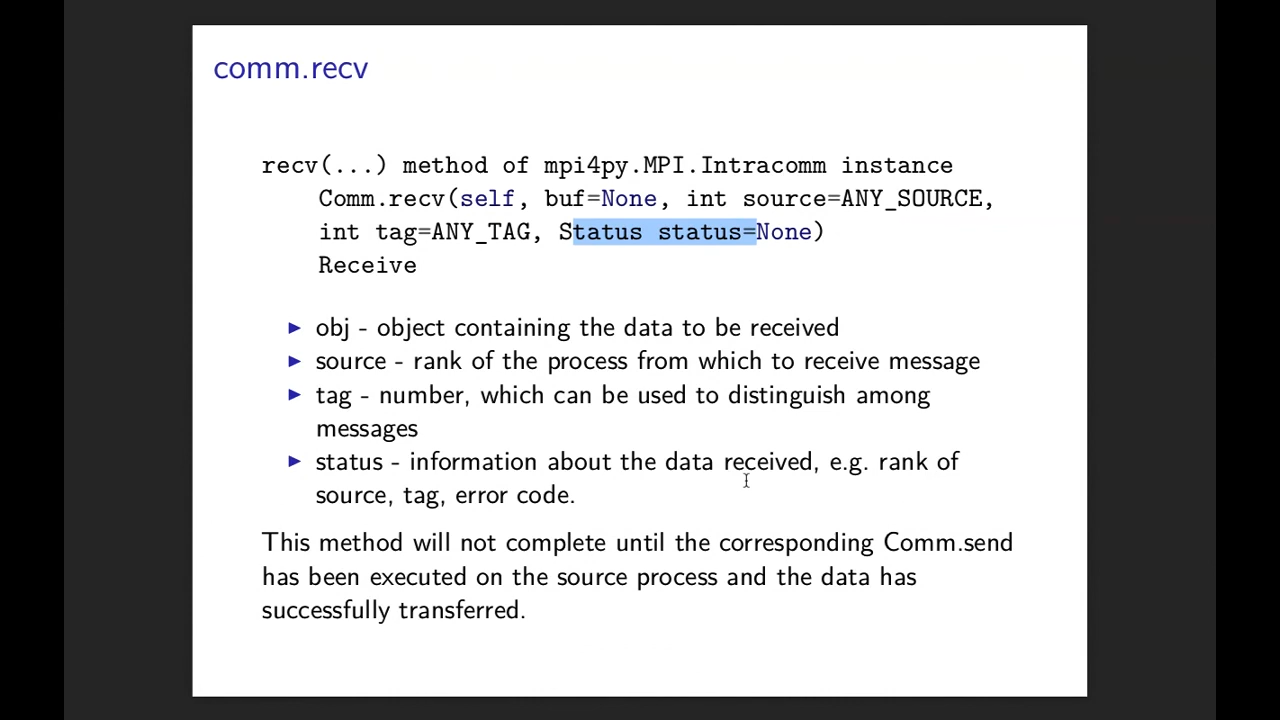 comm.recv
recv(...) method of mpi4py.MPI.Intracomm instance
Comm.recv(self, buf=None, int source=ANY_SOURCE,
int tag=ANY_TAG, Status status=None)
Receive
▶ obj - object containing the data to be received
▶ source - rank of the process from which to receive message
▶ tag - number, which can be used to distinguish among
messages
▶ status - information about the data received, e.g. rank of
source, tag, error code.
This method will not complete until the corresponding Comm.send
has been executed on the source process and the data has
successfully transferred.